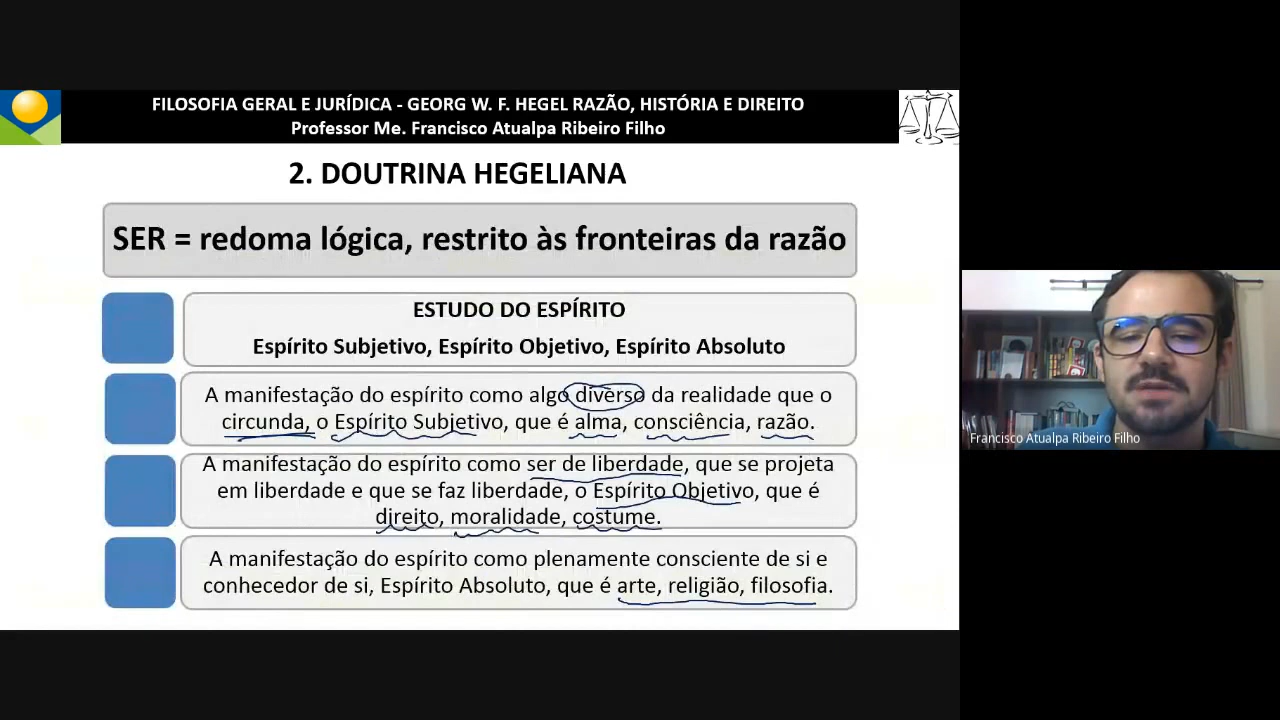 FILOSOFIA GERAL E JURÍDICA - GEORG W. F. HEGEL RAZÃO, HISTÓRIA E DIREITO
Professor Me. Francisco Atualpa Ribeiro Filho
2. DOUTRINA HEGELIANA
SER = redoma lógica, restrito às fronteiras da razão
ESTUDO DO ESPÍRITO
Espírito Subjetivo, Espírito Objetivo, Espírito Absoluto
A manifestação do espírito como algo diverso da realidade que o
circunda, o Espírito Subjetivo, que é alma, consciência, razão.
A manifestação do espírito como ser de liberdade, que se projeta
em liberdade e que se faz liberdade, o Espírito Objetivo, que é
direito, moralidade, costume.
A manifestação do espírito como plenamente consciente de si e
conhecedor de si, Espírito Absoluto, que é arte, religião, filosofia.
Francisco Atualpa Ribeiro Filho